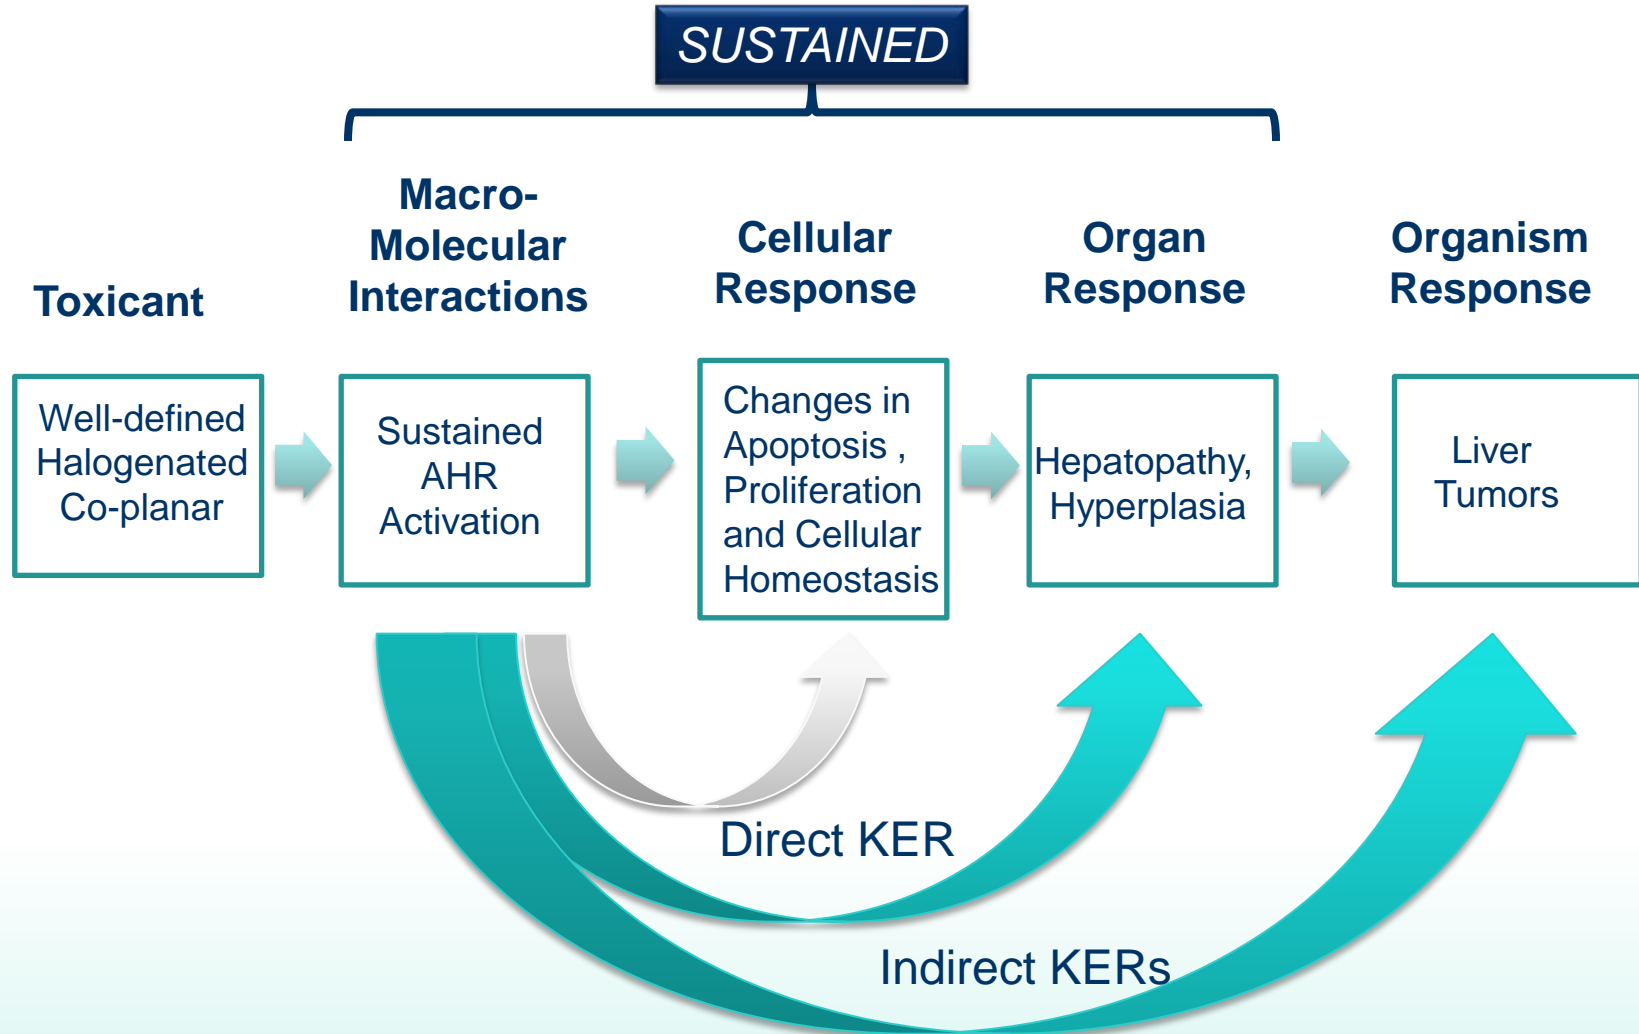 SUSTAINED
Toxicant
Macro-
Molecular
Interactions
Cellular
Response
Organ
Response
Organism
Response
Well-defined
Halogenated
Co-planar
Sustained
AHR
Activation
Changes in
Apoptosis ,
Proliferation
and Cellular
Homeostasis
Hepatopathy,
Hyperplasia
Liver
Tumors
Direct KER
Indirect KERs